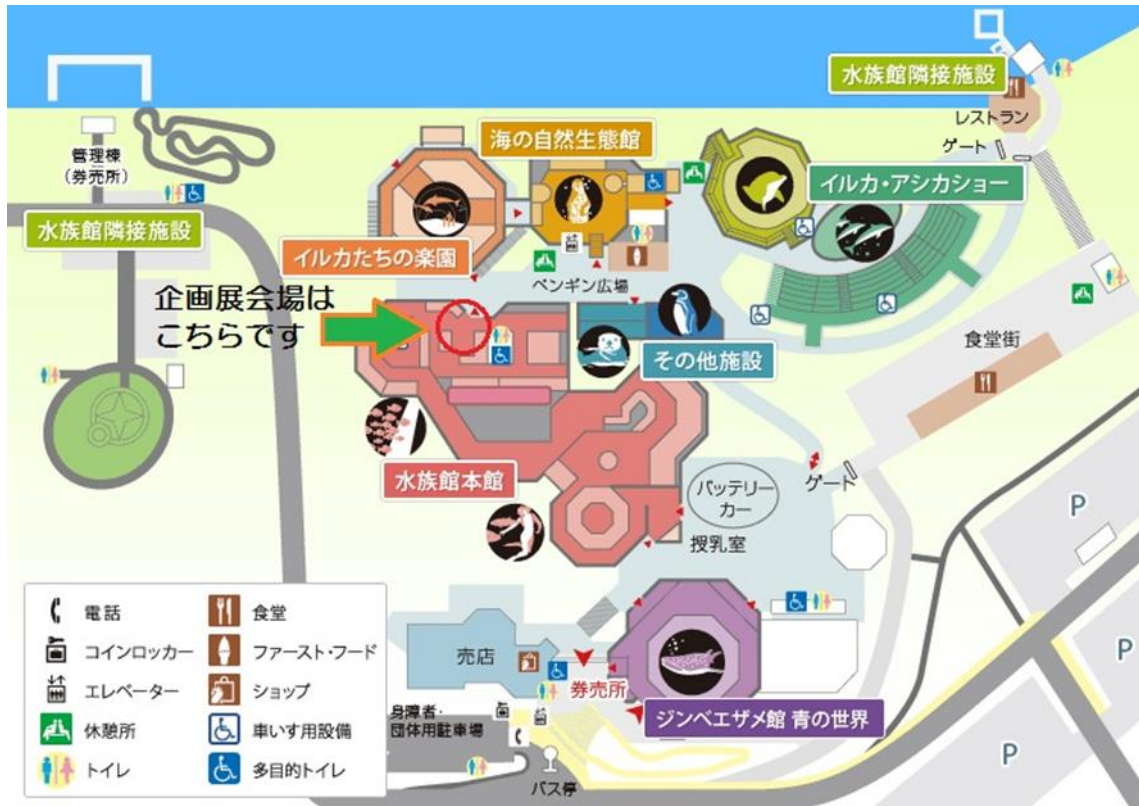 水族館隣接施設
レストラン
ゲート
海の自然生態館
イルカ・アシカショー
管理棟
(券売所)
水族館隣接施設
イルカたちの楽園
ペンギン広場
企画展会場は
こちらです
その他施設
食堂街
水族館本館
バッテリー
カー
ゲート
授乳室
P
P
P
売店
券売所
ジンベエザメ館 青の世界
身障者・
団体用駐車場
バス停
電話
コインロッカー
エレベーター
休憩所
トイレ
食堂
ファースト・フード
ショップ
車いす用設備
多目的トイレ